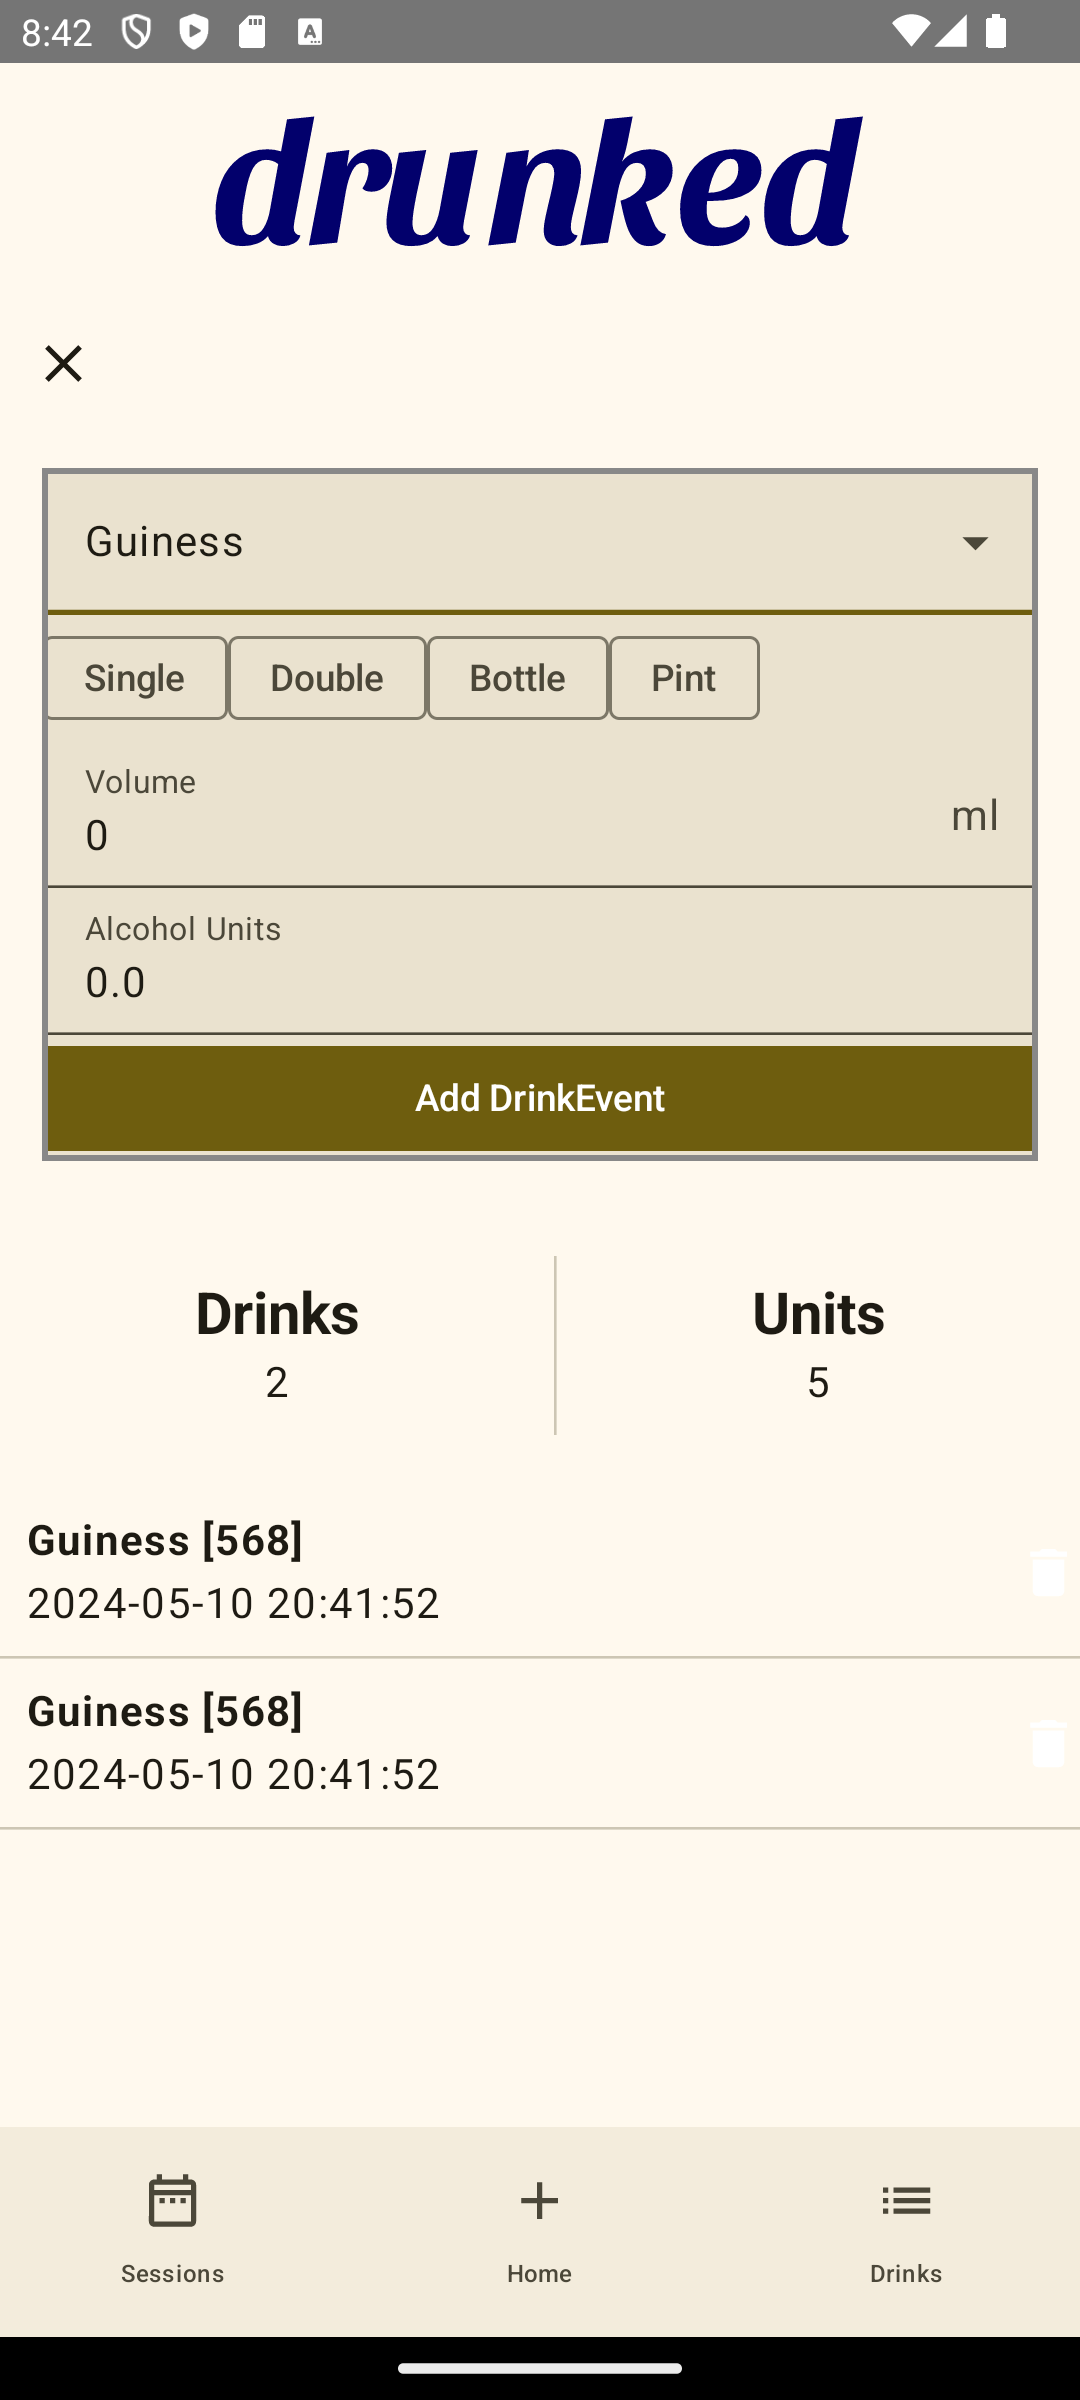 8:42
drunked
Guiness
Single Double Bottle Pint
Volume
0
ml
Alcohol Units
0.0
Add DrinkEvent
Drinks
2
Units
5
Guiness [568]
2024-05-10 20:41:52
Guiness [568]
2024-05-10 20:41:52
Sessions
Home
Drinks